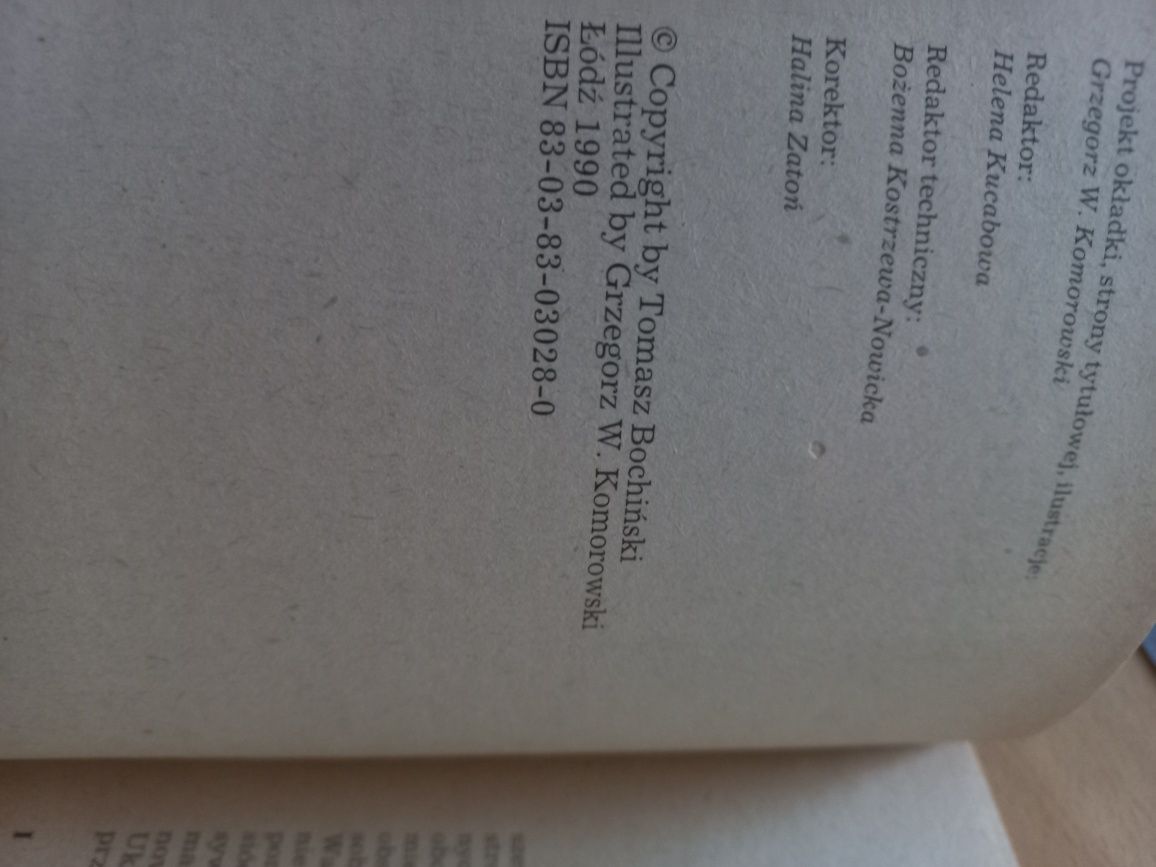 Projekt okładki, strony tytułowej, ilustracje:
Grzegorz W. Komorowski
Redaktor:
Helena Kucabowa
Redaktor techniczny:
Bożenna Kostrzewa-Nowicka
Korektor:
Halina Zatoń
© Copyright by Tomasz Bochiński
Illustrated by Grzegorz W. Komorowski
Łódź 1990
ISBN 83-03-83-03028-0